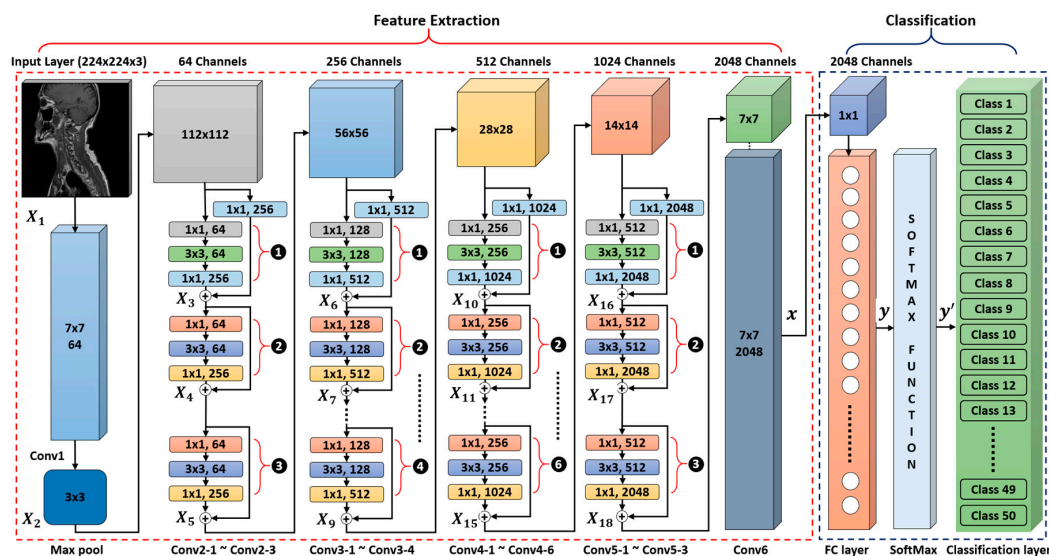 Feature Extraction
Classification
Input Layer (224x224x3)
64 Channels
256 Channels
512 Channels
1024 Channels
2048 Channels
2048 Channels
X1
7x7
64
Conv1
X2
3x3
Max pool
112x112
1x1, 256
1x1, 64
3x3, 64
1x1, 256
1
X3
1x1, 64
3x3, 64
1x1, 256
2
X4
1x1, 64
3x3, 64
1x1, 256
3
X5
Conv2-1 ~ Conv2-3
56x56
1x1, 512
1x1, 128
3x3, 128
1x1, 512
1
X6
1x1, 128
3x3, 128
1x1, 512
2
X7
1x1, 128
3x3, 128
1x1, 512
4
X9
Conv3-1 ~ Conv3-4
28x28
1x1, 1024
1x1, 256
3x3, 256
1x1, 1024
1
X10
1x1, 256
3x3, 256
1x1, 1024
2
X11
1x1, 256
3x3, 256
1x1, 1024
6
X15
Conv4-1 ~ Conv4-6
14x14
1x1, 2048
1x1, 512
3x3, 512
1x1, 2048
1
X16
1x1, 512
3x3, 512
1x1, 2048
2
X17
1x1, 512
3x3, 512
1x1, 2048
3
X18
Conv5-1 ~ Conv5-3
7x7
7x7
2048
Conv6
x
1x1
FC layer
y
SOFTMAX FUNCTION
SoftMax
y'
Class 1
Class 2
Class 3
Class 4
Class 5
Class 6
Class 7
Class 8
Class 9
Class 10
Class 11
Class 12
Class 13
Class 49
Class 50
Classification layer